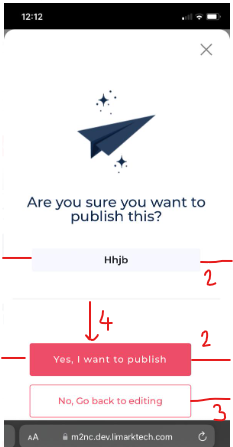 12:12
Are you sure you want to
publish this?
Hhjb
2
4
2
Yes, I want to publish
No, Go back to editing
3
AA
m2nc.dev.limarktech.com